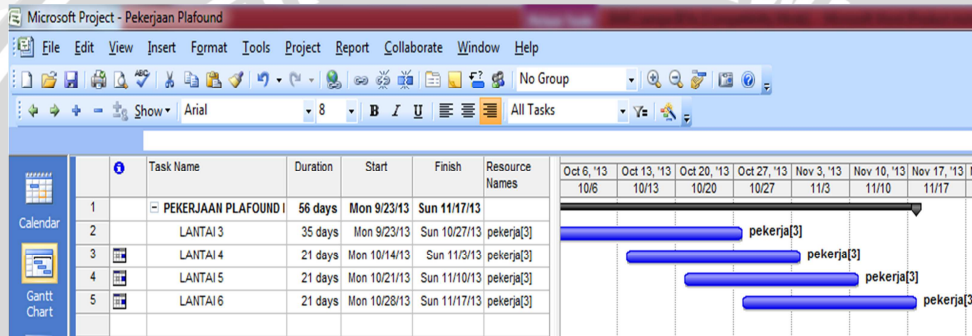 Microsoft Project - Pekerjaan Plafound
File Edit View Insert Format Tools Project Report Collaborate Window Help
No Group
Show Arial 8 B I U All Tasks
Task Name Duration Start Finish Resource Names
Oct 6, '13 Oct 13, '13 Oct 20, '13 Oct 27, '13 Nov 3, '13 Nov 10, '13 Nov 17, '13
10/6 10/13 10/20 10/27 11/3 11/10 11/17
1 PEKERJAAN PLAFOUND 56 days Mon 9/23/13 Sun 11/17/13
2 LANTAI 3 35 days Mon 9/23/13 Sun 10/27/13 pekerja[3] pekerja[3]
3 LANTAI 4 21 days Mon 10/14/13 Sun 11/3/13 pekerja[3] pekerja[3]
4 LANTAI 5 21 days Mon 10/21/13 Sun 11/10/13 pekerja[3] pekerja[3]
5 LANTAI 6 21 days Mon 10/28/13 Sun 11/17/13 pekerja[3] pekerja[3
Calendar
Gantt
Chart